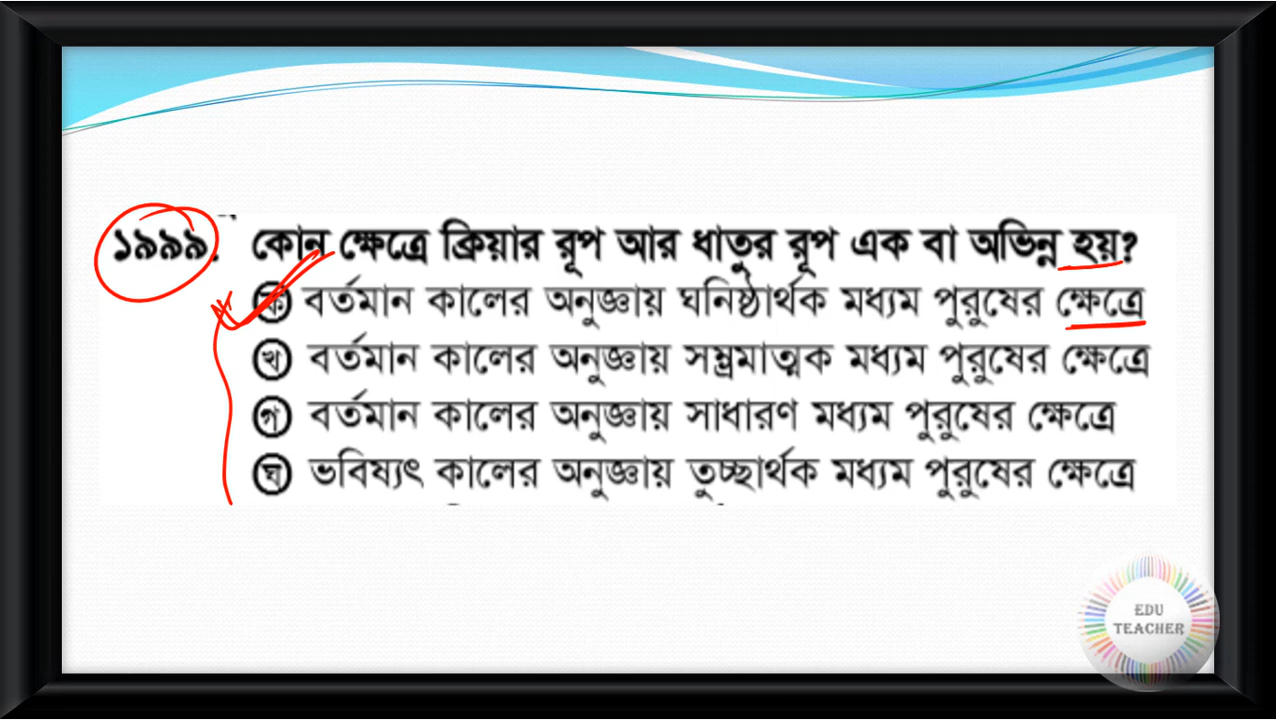 ১৯৯৯. কোন ক্ষেত্রে ক্রিয়ার রূপ আর ধাতুর রূপ এক বা অভিন্ন হয়?
ক বর্তমান কালের অনুজ্ঞায় ঘনিষ্ঠার্থক মধ্যম পুরুষের ক্ষেত্রে
খ বর্তমান কালের অনুজ্ঞায় সম্ভ্রমাত্মক মধ্যম পুরুষের ক্ষেত্রে
গ বর্তমান কালের অনুজ্ঞায় সাধারণ মধ্যম পুরুষের ক্ষেত্রে
ঘ ভবিষ্যৎ কালের অনুজ্ঞায় তুচ্ছার্থক মধ্যম পুরুষের ক্ষেত্রে
EDU
TEACHER